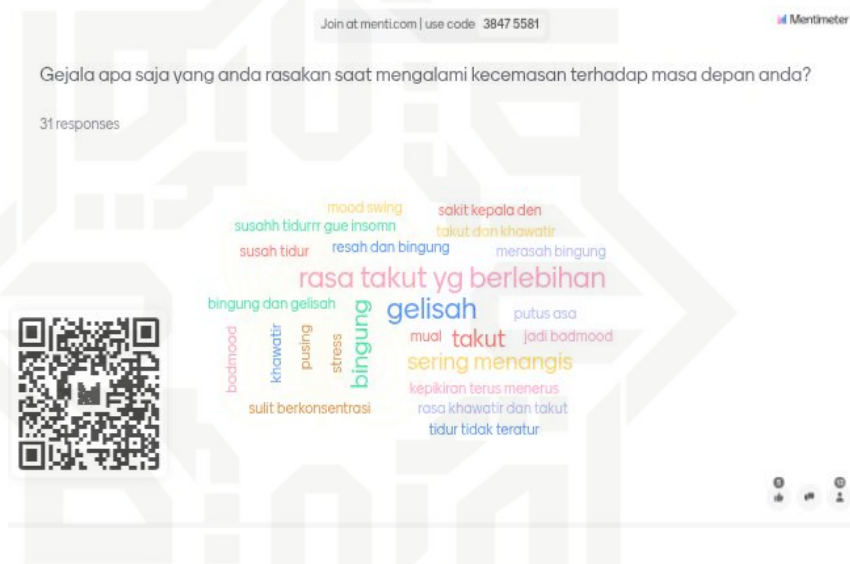 Join at menti.com | use code 3847 5581
Mentimeter
Gejala apa saja yang anda rasakan saat mengalami kecemasan terhadap masa depan anda?
31 responses
mood swing
sakit kepala den
susahh tidurrr gue insomn
takut dan khawatir
susah tidur
resah dan bingung
merasah bingung
rasa takut yg berlebihan
bingung dan gelisah
gelisah
putus asa
badmood
khawatir
pusing
stress
bingung
mual
takut
jadi badmood
sering menangis
kepikiran terus menerus
sulit berkonsentrasi
rasa khawatir dan takut
tidur tidak teratur